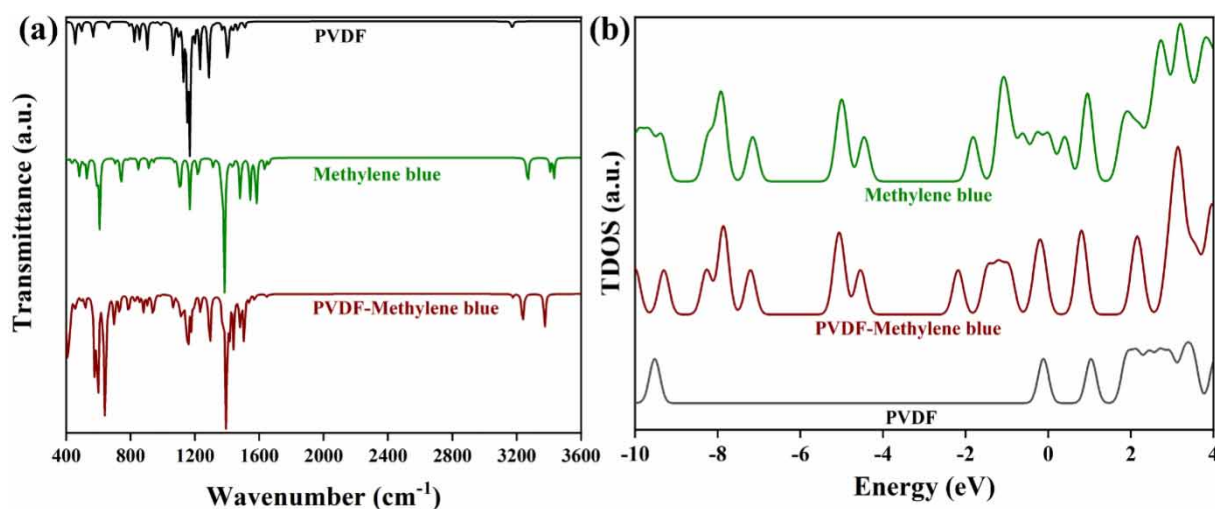 (a)
PVDF
Methylene blue
PVDF-Methylene blue
Transmittance (a.u.)
400 800 1200 1600 2000 2400 2800 3200 3600
Wavenumber (cm⁻¹)
(b)
Methylene blue
PVDF-Methylene blue
PVDF
TDOS (a.u.)
-10 -8 -6 -4 -2 0 2 4
Energy (eV)